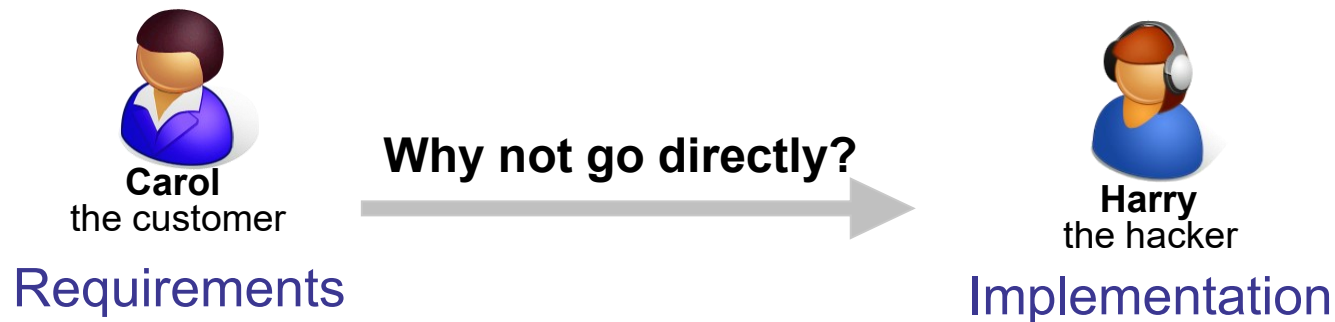 Carol
the customer
Requirements
Why not go directly?
Harry
the hacker
Implementation